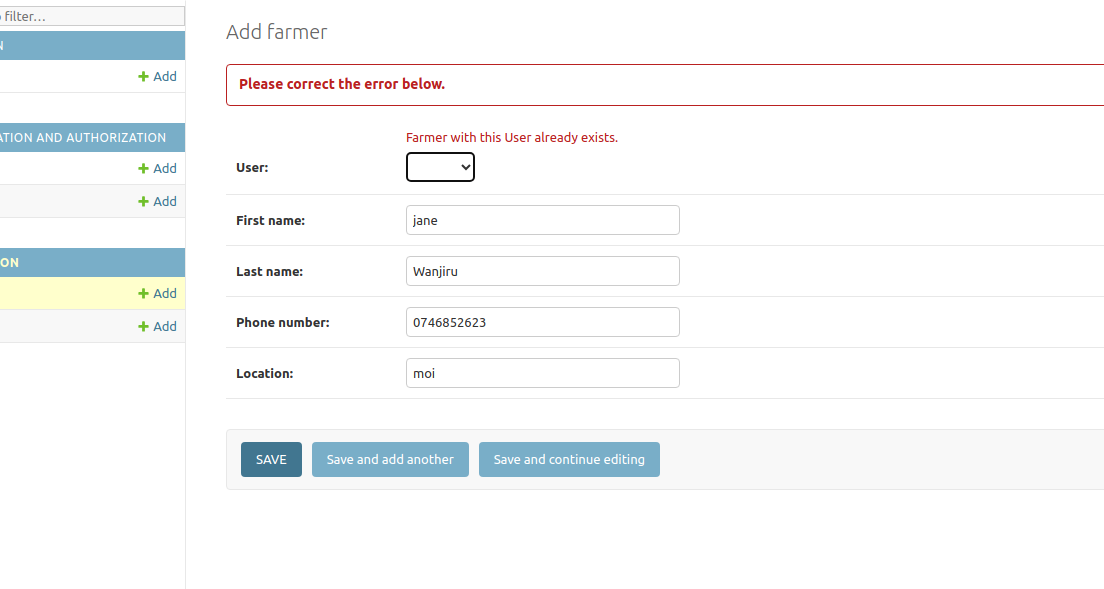 filter...
Add farmer
Please correct the error below.
Add
ATION AND AUTHORIZATION
Farmer with this User already exists.
Add
User:
Add
First name:
jane
ON
Last name:
Wanjiru
Add
Phone number:
0746852623
Add
Location:
moi
SAVE
Save and add another
Save and continue editing